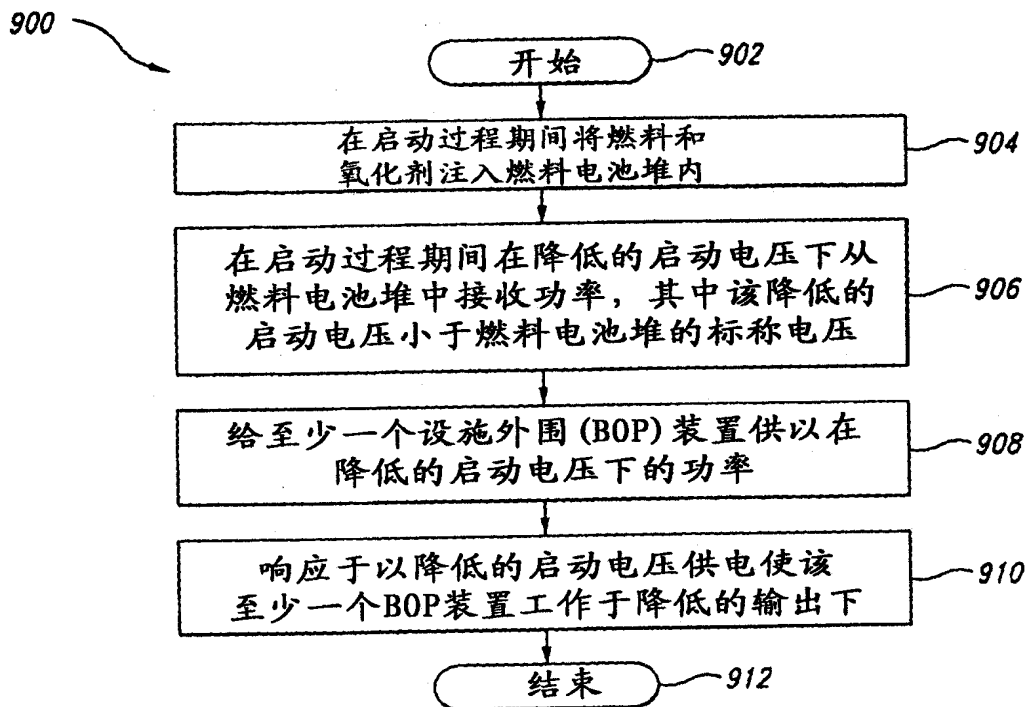 900
开始
902
在启动过程期间将燃料和
氧化剂注入燃料电池堆内
904
在启动过程期间在降低的启动电压下从
燃料电池堆中接收功率，其中该降低的
启动电压小于燃料电池堆的标称电压
906
给至少一个设施外围(BOP)装置供以在
降低的启动电压下的功率
908
响应于以降低的启动电压供电使该
至少一个BOP装置工作于降低的输出下
910
结束
912